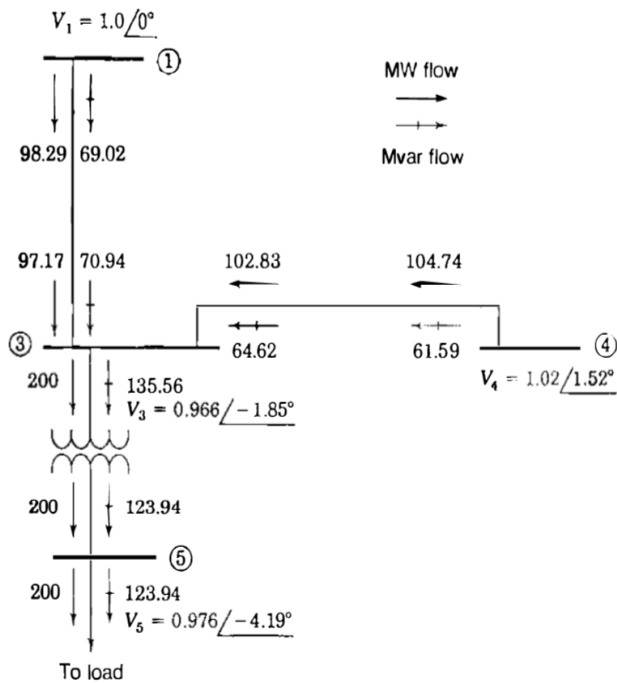 V₁ = 1.0/0°
①
MW flow
98.29 69.02
Mvar flow
97.17 70.94
102.83 104.74
③
64.62 61.59
④
200 135.56
V₄ = 1.02/1.52°
V₃ = 0.966/−1.85°
200 123.94
⑤
200 123.94
V₅ = 0.976/−4.19°
To load